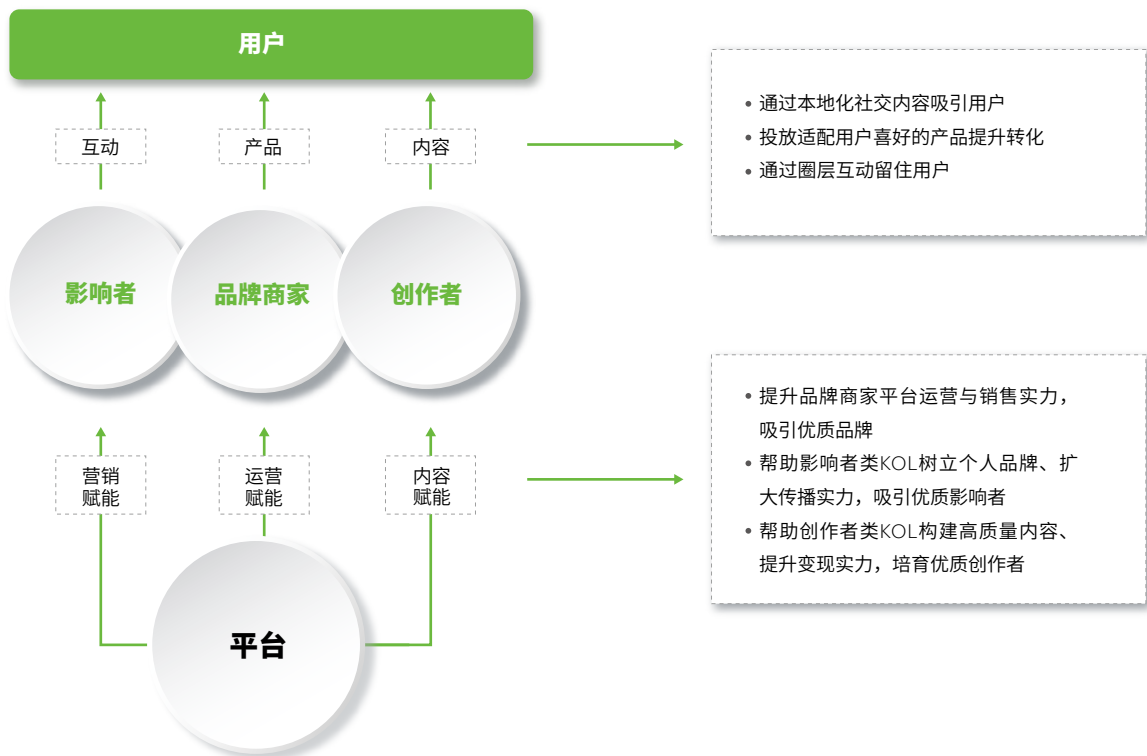 用户
互动
产品
内容
• 通过本地化社交内容吸引用户
• 投放适配用户喜好的产品提升转化
• 通过圈层互动留住用户
影响者
品牌商家
创作者
营销
赋能
运营
赋能
内容
赋能
• 提升品牌商家平台运营与销售实力，
吸引优质品牌
• 帮助影响者类KOL树立个人品牌、扩
大传播实力，吸引优质影响者
• 帮助创作者类KOL构建高质量内容、
提升变现实力，培育优质创作者
平台